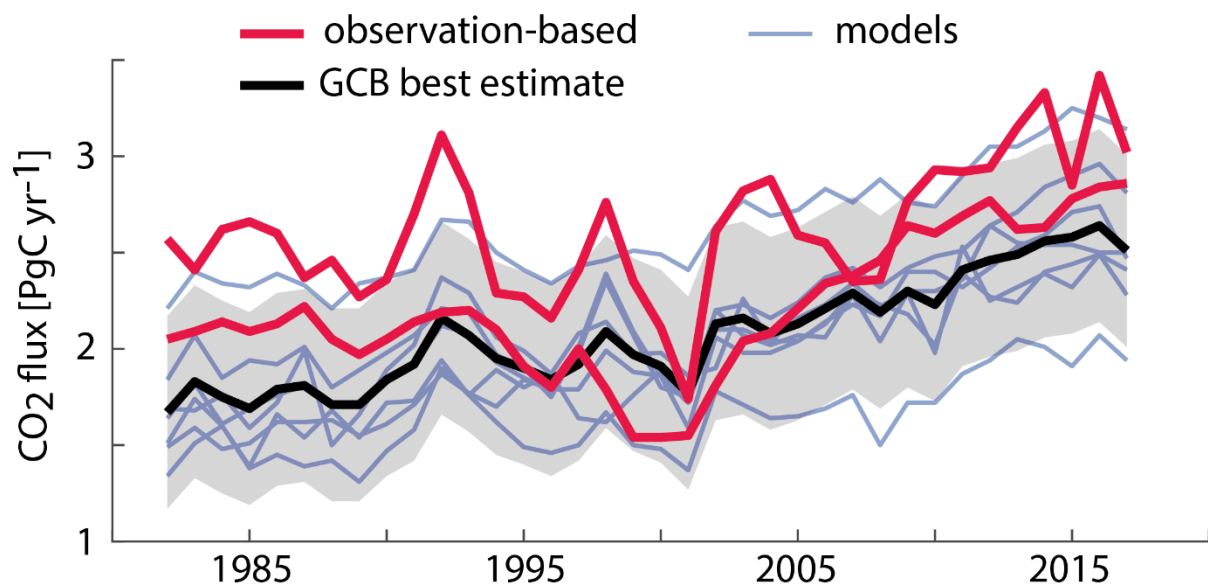 observation-based
models
GCB best estimate
CO2 flux [PgC yr-1]
3
2
1
1985
1995
2005
2015